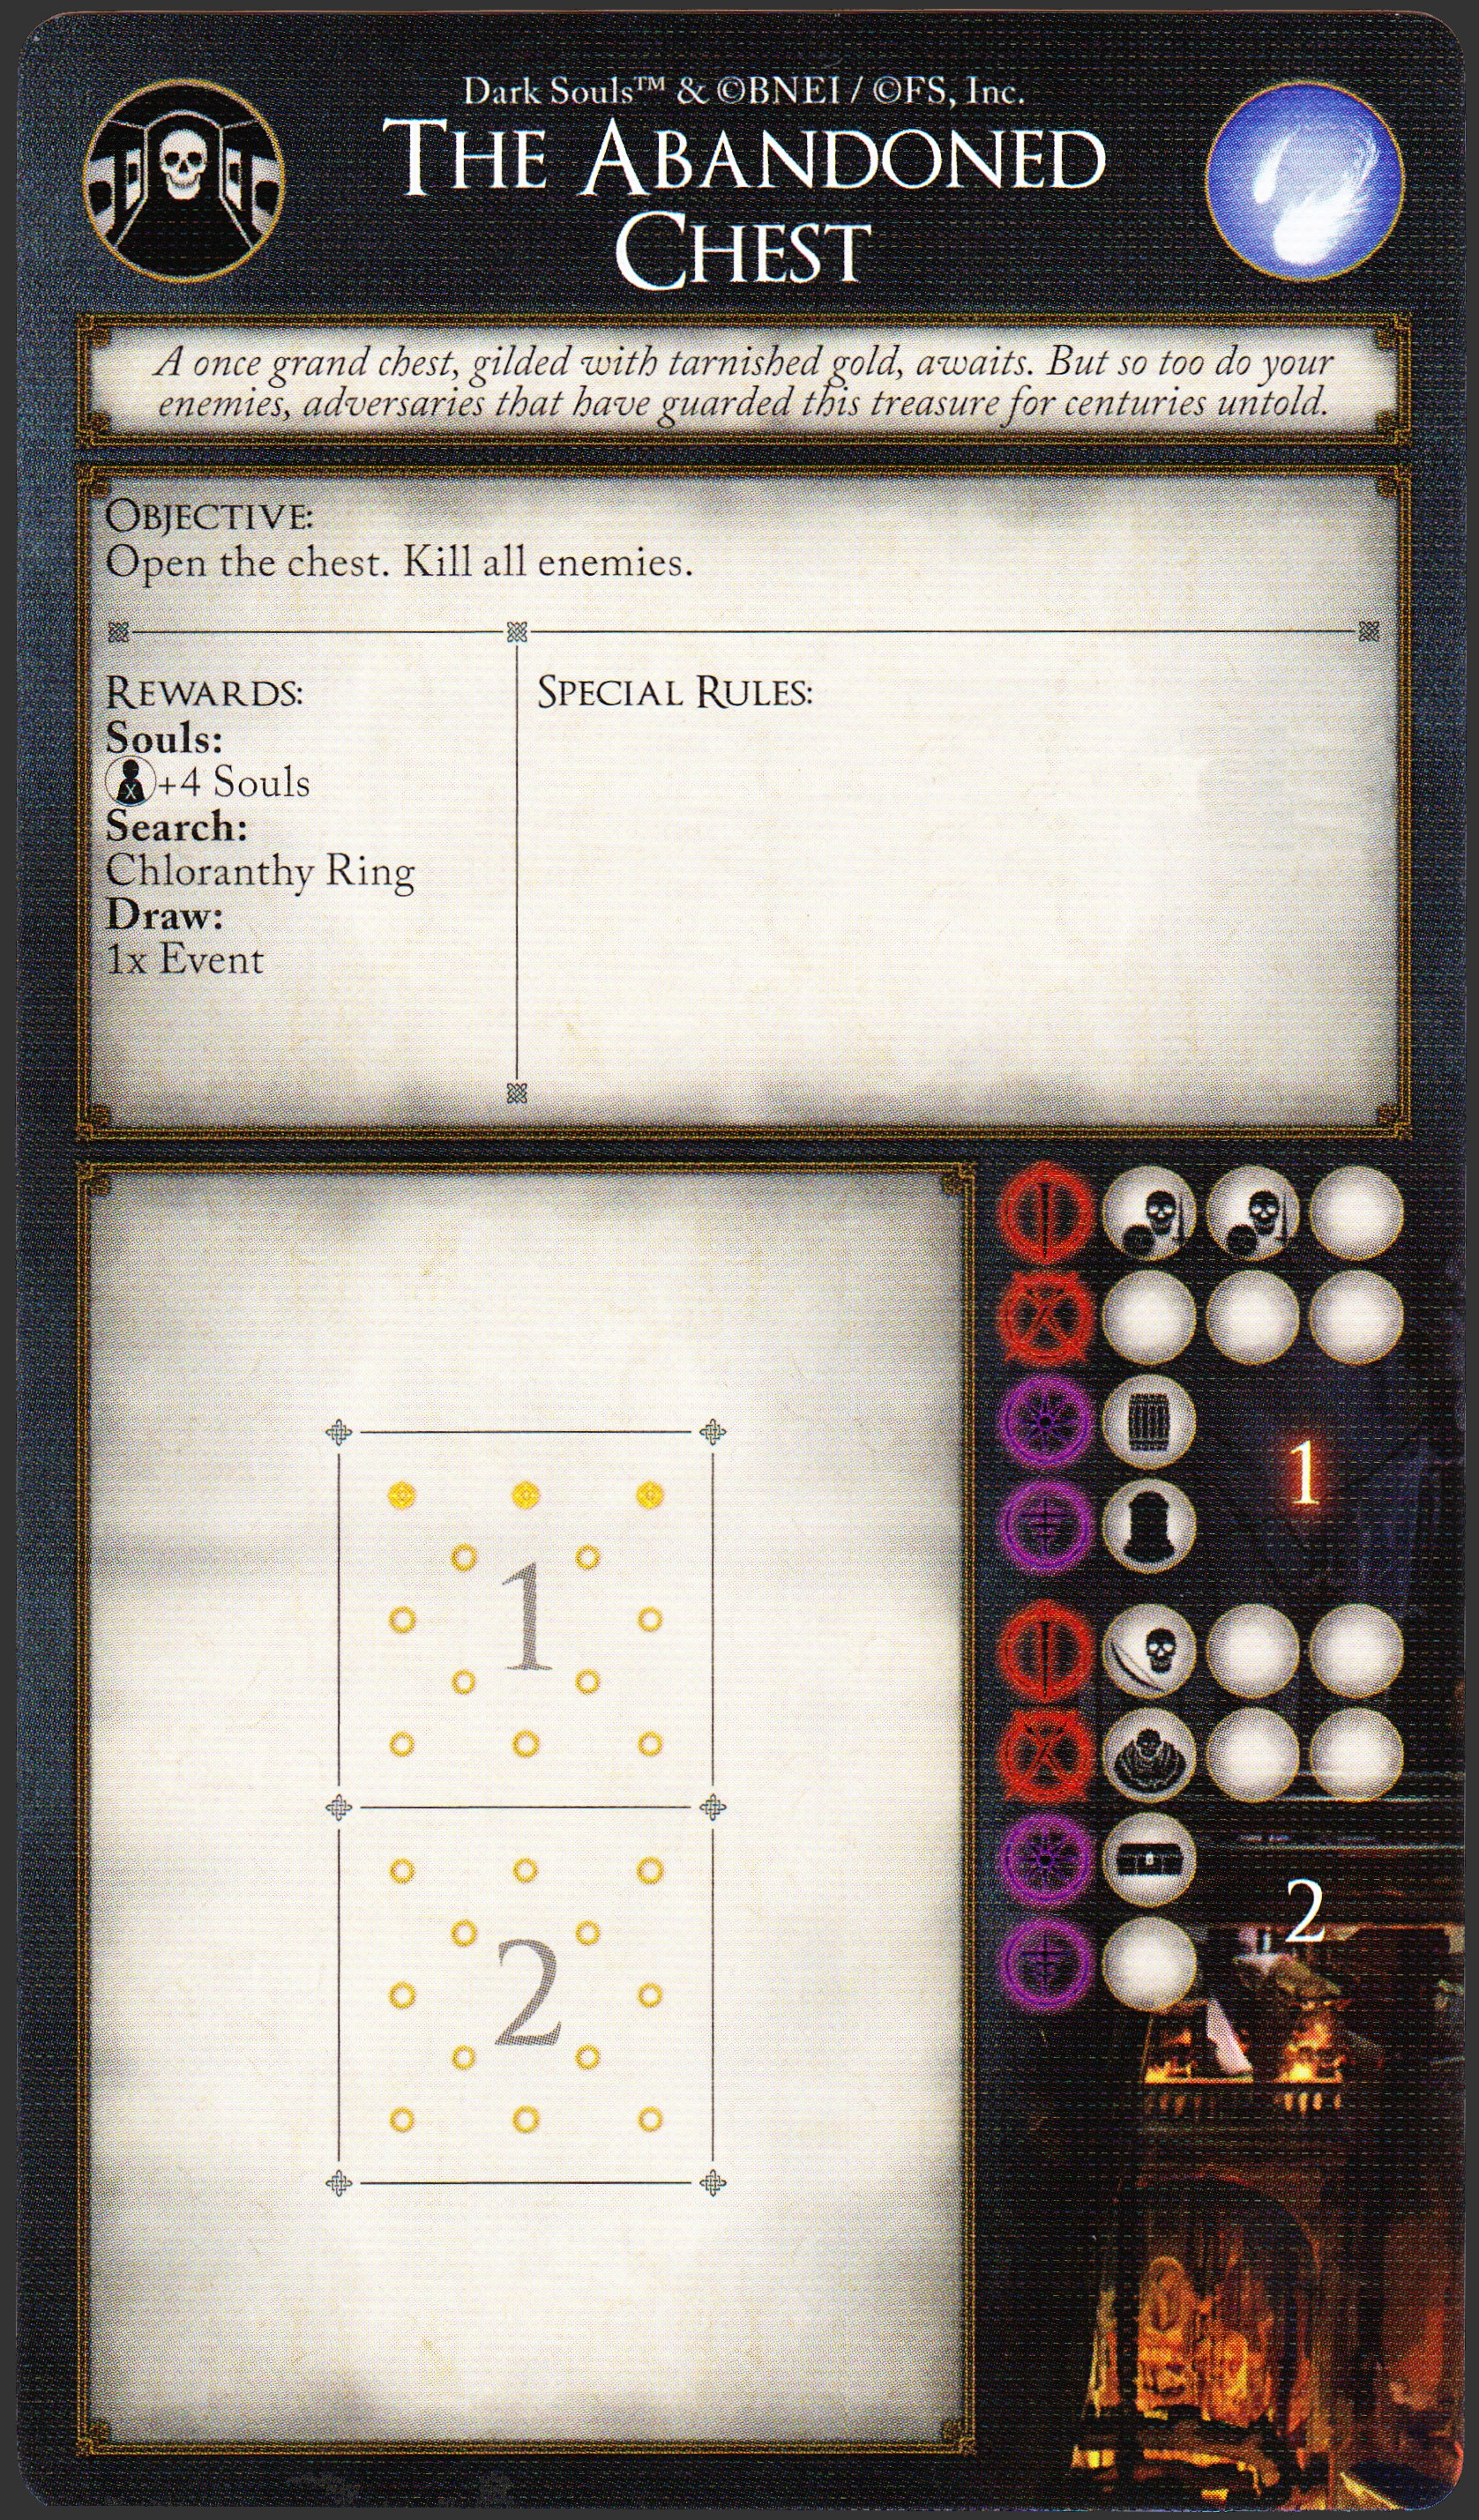 Dark Souls™ & ©BNEI / ©FS, Inc.
The Abandoned
Chest
A once grand chest, gilded with tarnished gold, awaits. But so too do your
enemies, adversaries that have guarded this treasure for centuries untold.
Objective:
Open the chest. Kill all enemies.
Rewards:
Souls:
x+4 Souls
Search:
Chloranthy Ring
Draw:
1x Event
Special Rules:
1
2
1
2